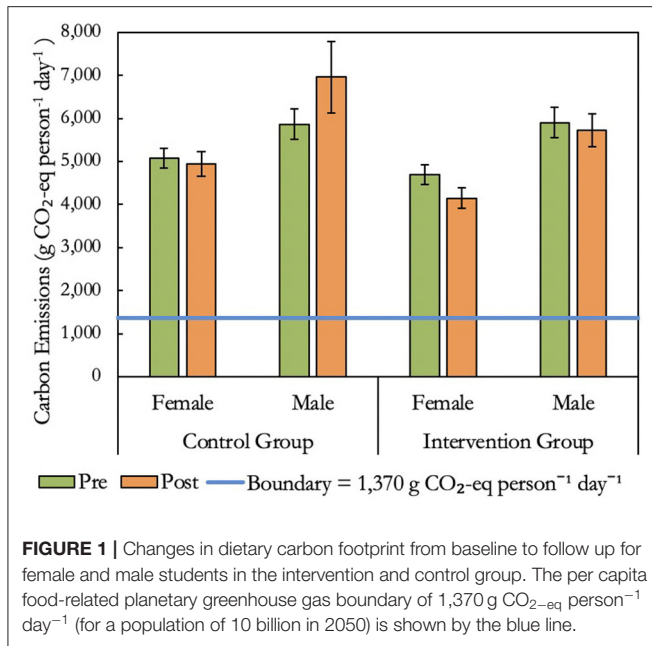 Carbon Emissions (g CO₂-eq person⁻¹ day⁻¹)
8,000
7,000
6,000
5,000
4,000
3,000
2,000
1,000
0
Female Male Female Male
Control Group Intervention Group
Pre Post Boundary = 1,370 g CO₂-eq person⁻¹ day⁻¹
FIGURE 1 | Changes in dietary carbon footprint from baseline to follow up for
female and male students in the intervention and control group. The per capita
food-related planetary greenhouse gas boundary of 1,370 g CO₂₋eq person⁻¹
day⁻¹ (for a population of 10 billion in 2050) is shown by the blue line.